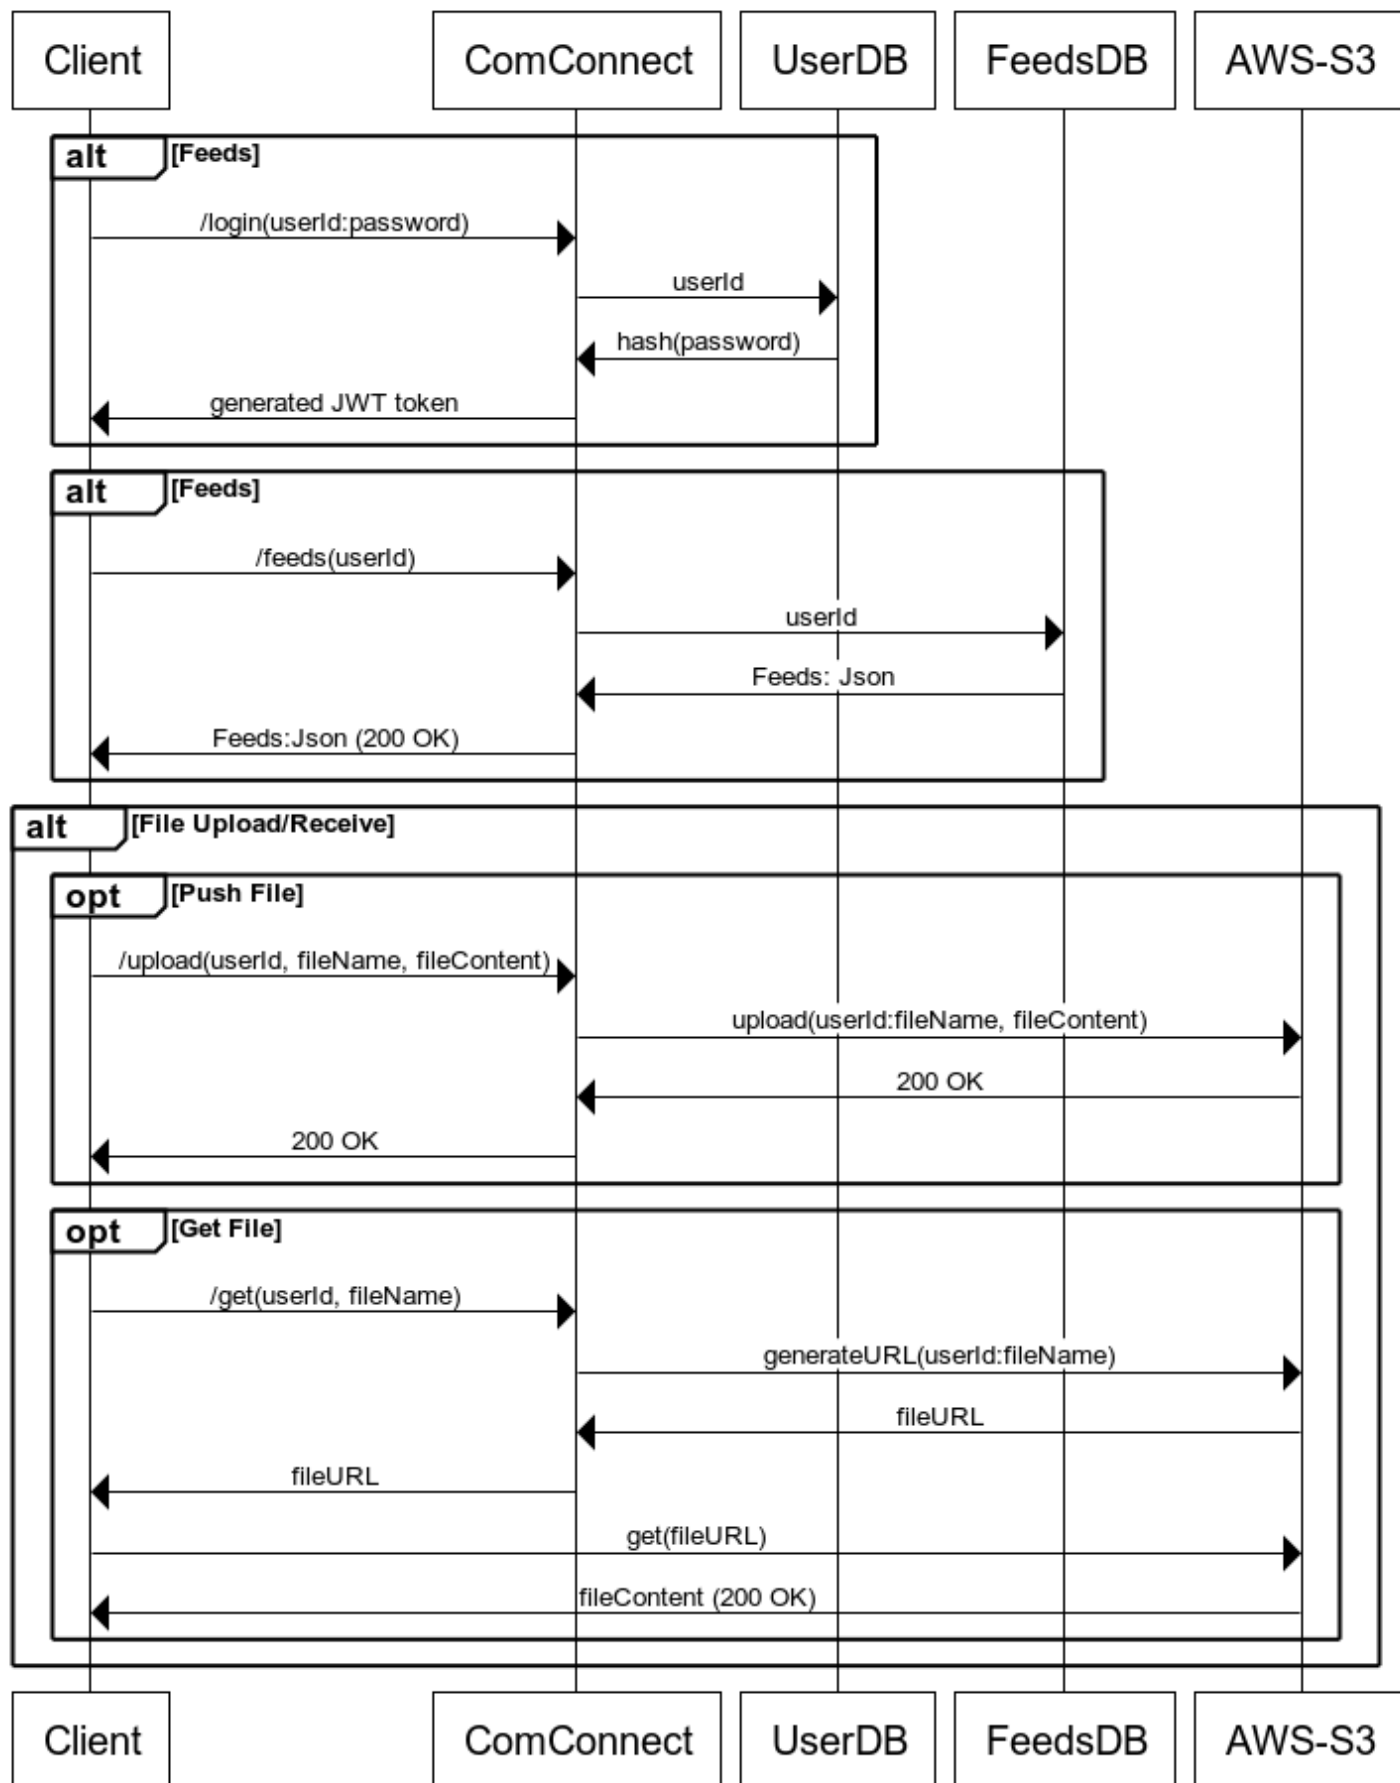 Client ComConnect UserDB FeedsDB AWS-S3
alt [Feeds]
/login(userId:password)
userId
hash(password)
generated JWT token
alt [Feeds]
/feeds(userId)
userId
Feeds: Json
Feeds:Json (200 OK)
alt [File Upload/Receive]
opt [Push File]
/upload(userId, fileName, fileContent)
upload(userId:fileName, fileContent)
200 OK
200 OK
opt [Get File]
/get(userId, fileName)
generateURL(userId:fileName)
fileURL
fileURL
get(fileURL)
fileContent (200 OK)
Client ComConnect UserDB FeedsDB AWS-S3